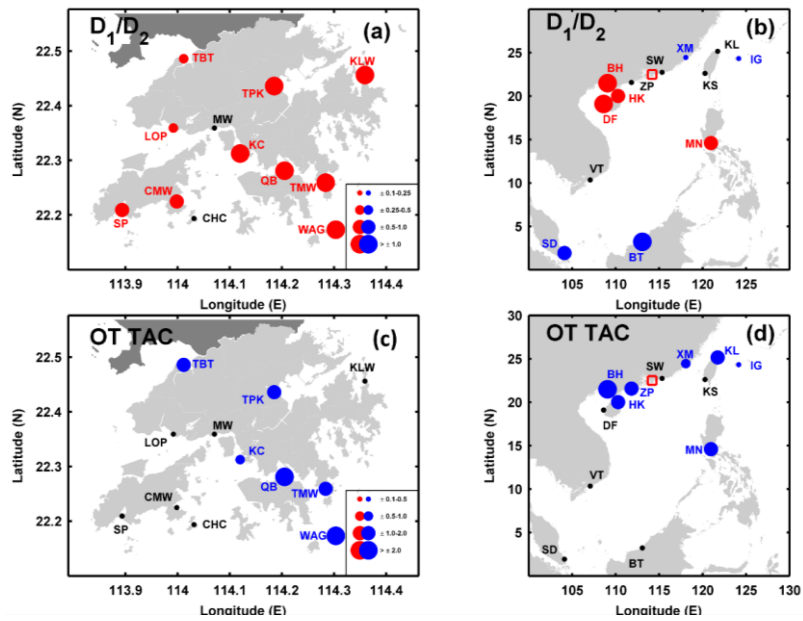 D1/D2
(a)
TBT
KLW
TPK
LOP
MW
KC
QB
TMW
CMW
SP
CHC
WAG
± 0.1-0.25
± 0.25-0.5
± 0.5-1.0
> ± 1.0
22.5
22.4
22.3
22.2
Latitude (N)
113.9 114 114.1 114.2 114.3 114.4
Longitude (E)
D1/D2
(b)
XM
KL
IG
SW
BH
ZP
KS
HK
DF
MN
VT
SD
BT
30
25
20
15
10
5
0
Latitude (N)
105 110 115 120 125
Longitude (E)
OT TAC
(c)
TBT
KLW
TPK
LOP
MW
KC
QB
TMW
CMW
SP
CHC
WAG
± 0.1-0.5
± 0.5-1.0
± 1.0-2.0
> ± 2.0
22.5
22.4
22.3
22.2
Latitude (N)
113.9 114 114.1 114.2 114.3 114.4
Longitude (E)
OT TAC
(d)
XM
KL
IG
SW
BH
ZP
KS
HK
DF
MN
VT
SD
BT
30
25
20
15
10
5
0
Latitude (N)
105 110 115 120 125 130
Longitude (E)